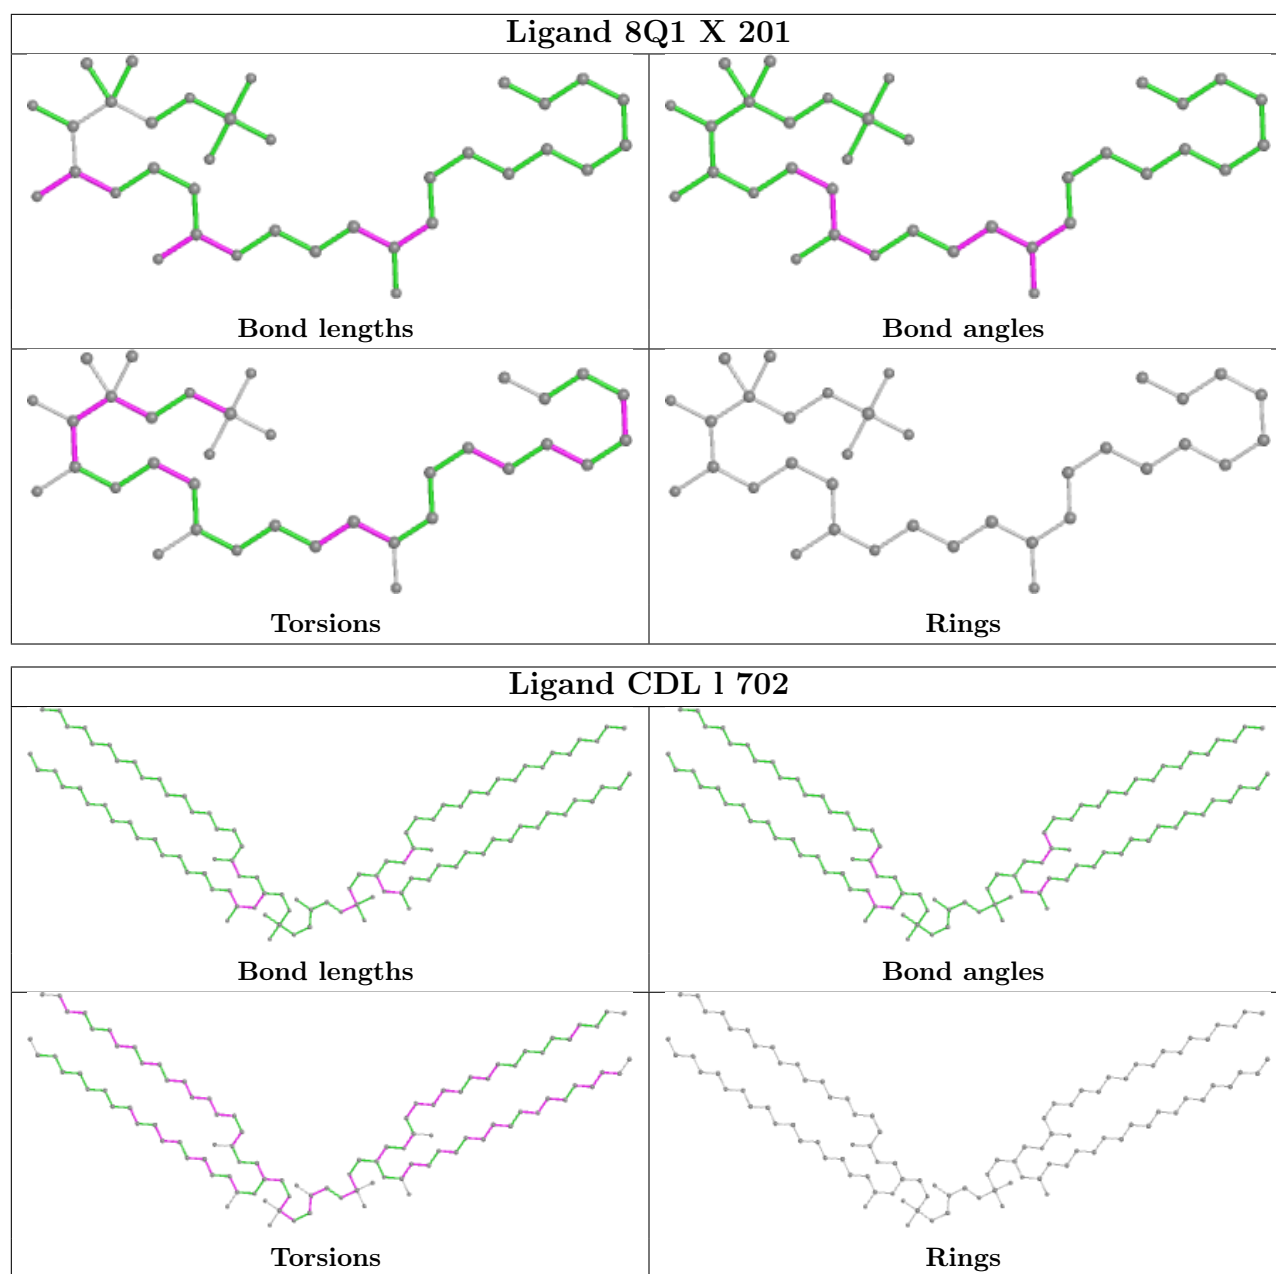 Ligand 8Q1 X 201
Bond lengths
Bond angles
Torsions
Rings
Ligand CDL l 702
Bond lengths
Bond angles
Torsions
Rings